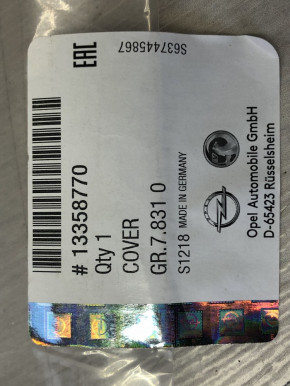 # 13358770
Qty 1
COVER
GR.7.831 0
S1218 MADE IN GERMANY
EAC
S637445867
Opel Automobile GmbH
D-65423 Rüsselsheim